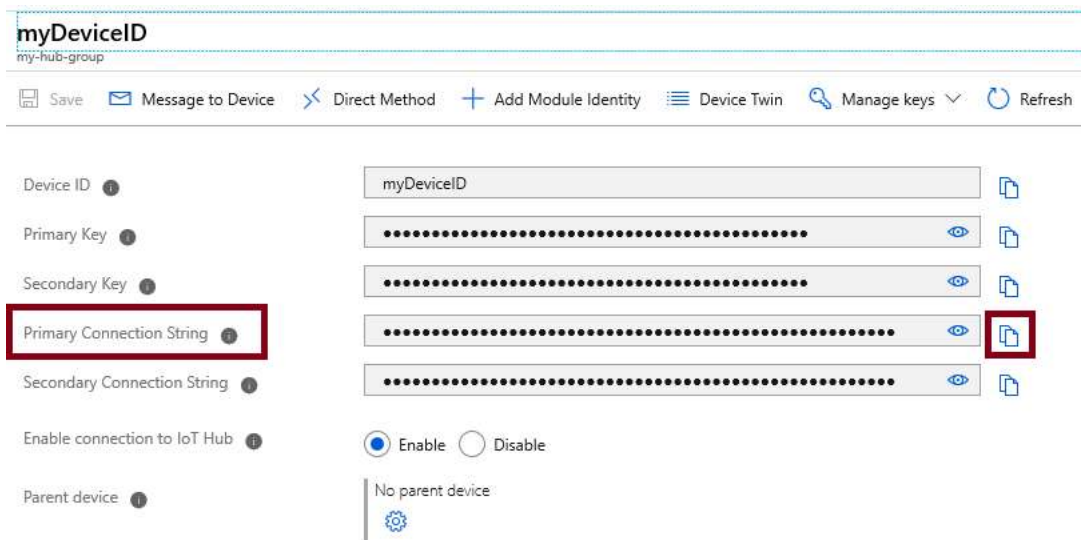 myDeviceID
my-hub-group
Save Message to Device Direct Method Add Module Identity Device Twin Manage keys Refresh
Device ID myDeviceID
Primary Key
Secondary Key
Primary Connection String
Secondary Connection String
Enable connection to IoT Hub Enable Disable
Parent device No parent device